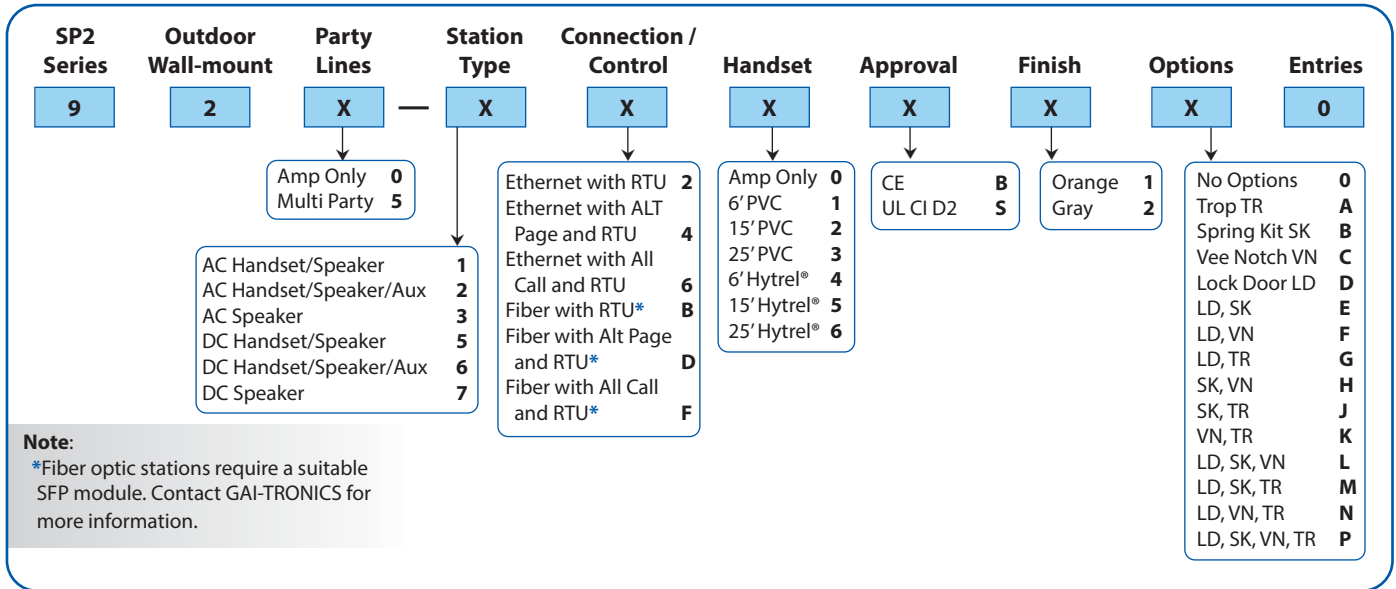 SP2 Series
Outdoor Wall-mount
Party Lines
Station Type
Connection / Control
Handset
Approval
Finish
Options
Entries
9
2
X
—
X
X
X
X
X
X
0
Amp Only 0
Multi Party 5
AC Handset/Speaker 1
AC Handset/Speaker/Aux 2
AC Speaker 3
DC Handset/Speaker 5
DC Handset/Speaker/Aux 6
DC Speaker 7
Ethernet with RTU 2
Ethernet with ALT
Page and RTU 4
Ethernet with All
Call and RTU 6
Fiber with RTU* B
Fiber with Alt Page
and RTU* D
Fiber with All Call
and RTU* F
Amp Only 0
6' PVC 1
15' PVC 2
25' PVC 3
6' Hytrel® 4
15' Hytrel® 5
25' Hytrel® 6
CE B
UL CI D2 S
Orange 1
Gray 2
No Options 0
Trop TR A
Spring Kit SK B
Vee Notch VN C
Lock Door LD D
LD, SK E
LD, VN F
LD, TR G
SK, VN H
SK, TR J
VN, TR K
LD, SK, VN L
LD, SK, TR M
LD, VN, TR N
LD, SK, VN, TR P
Note:
*Fiber optic stations require a suitable
SFP module. Contact GAI-TRONICS for
more information.